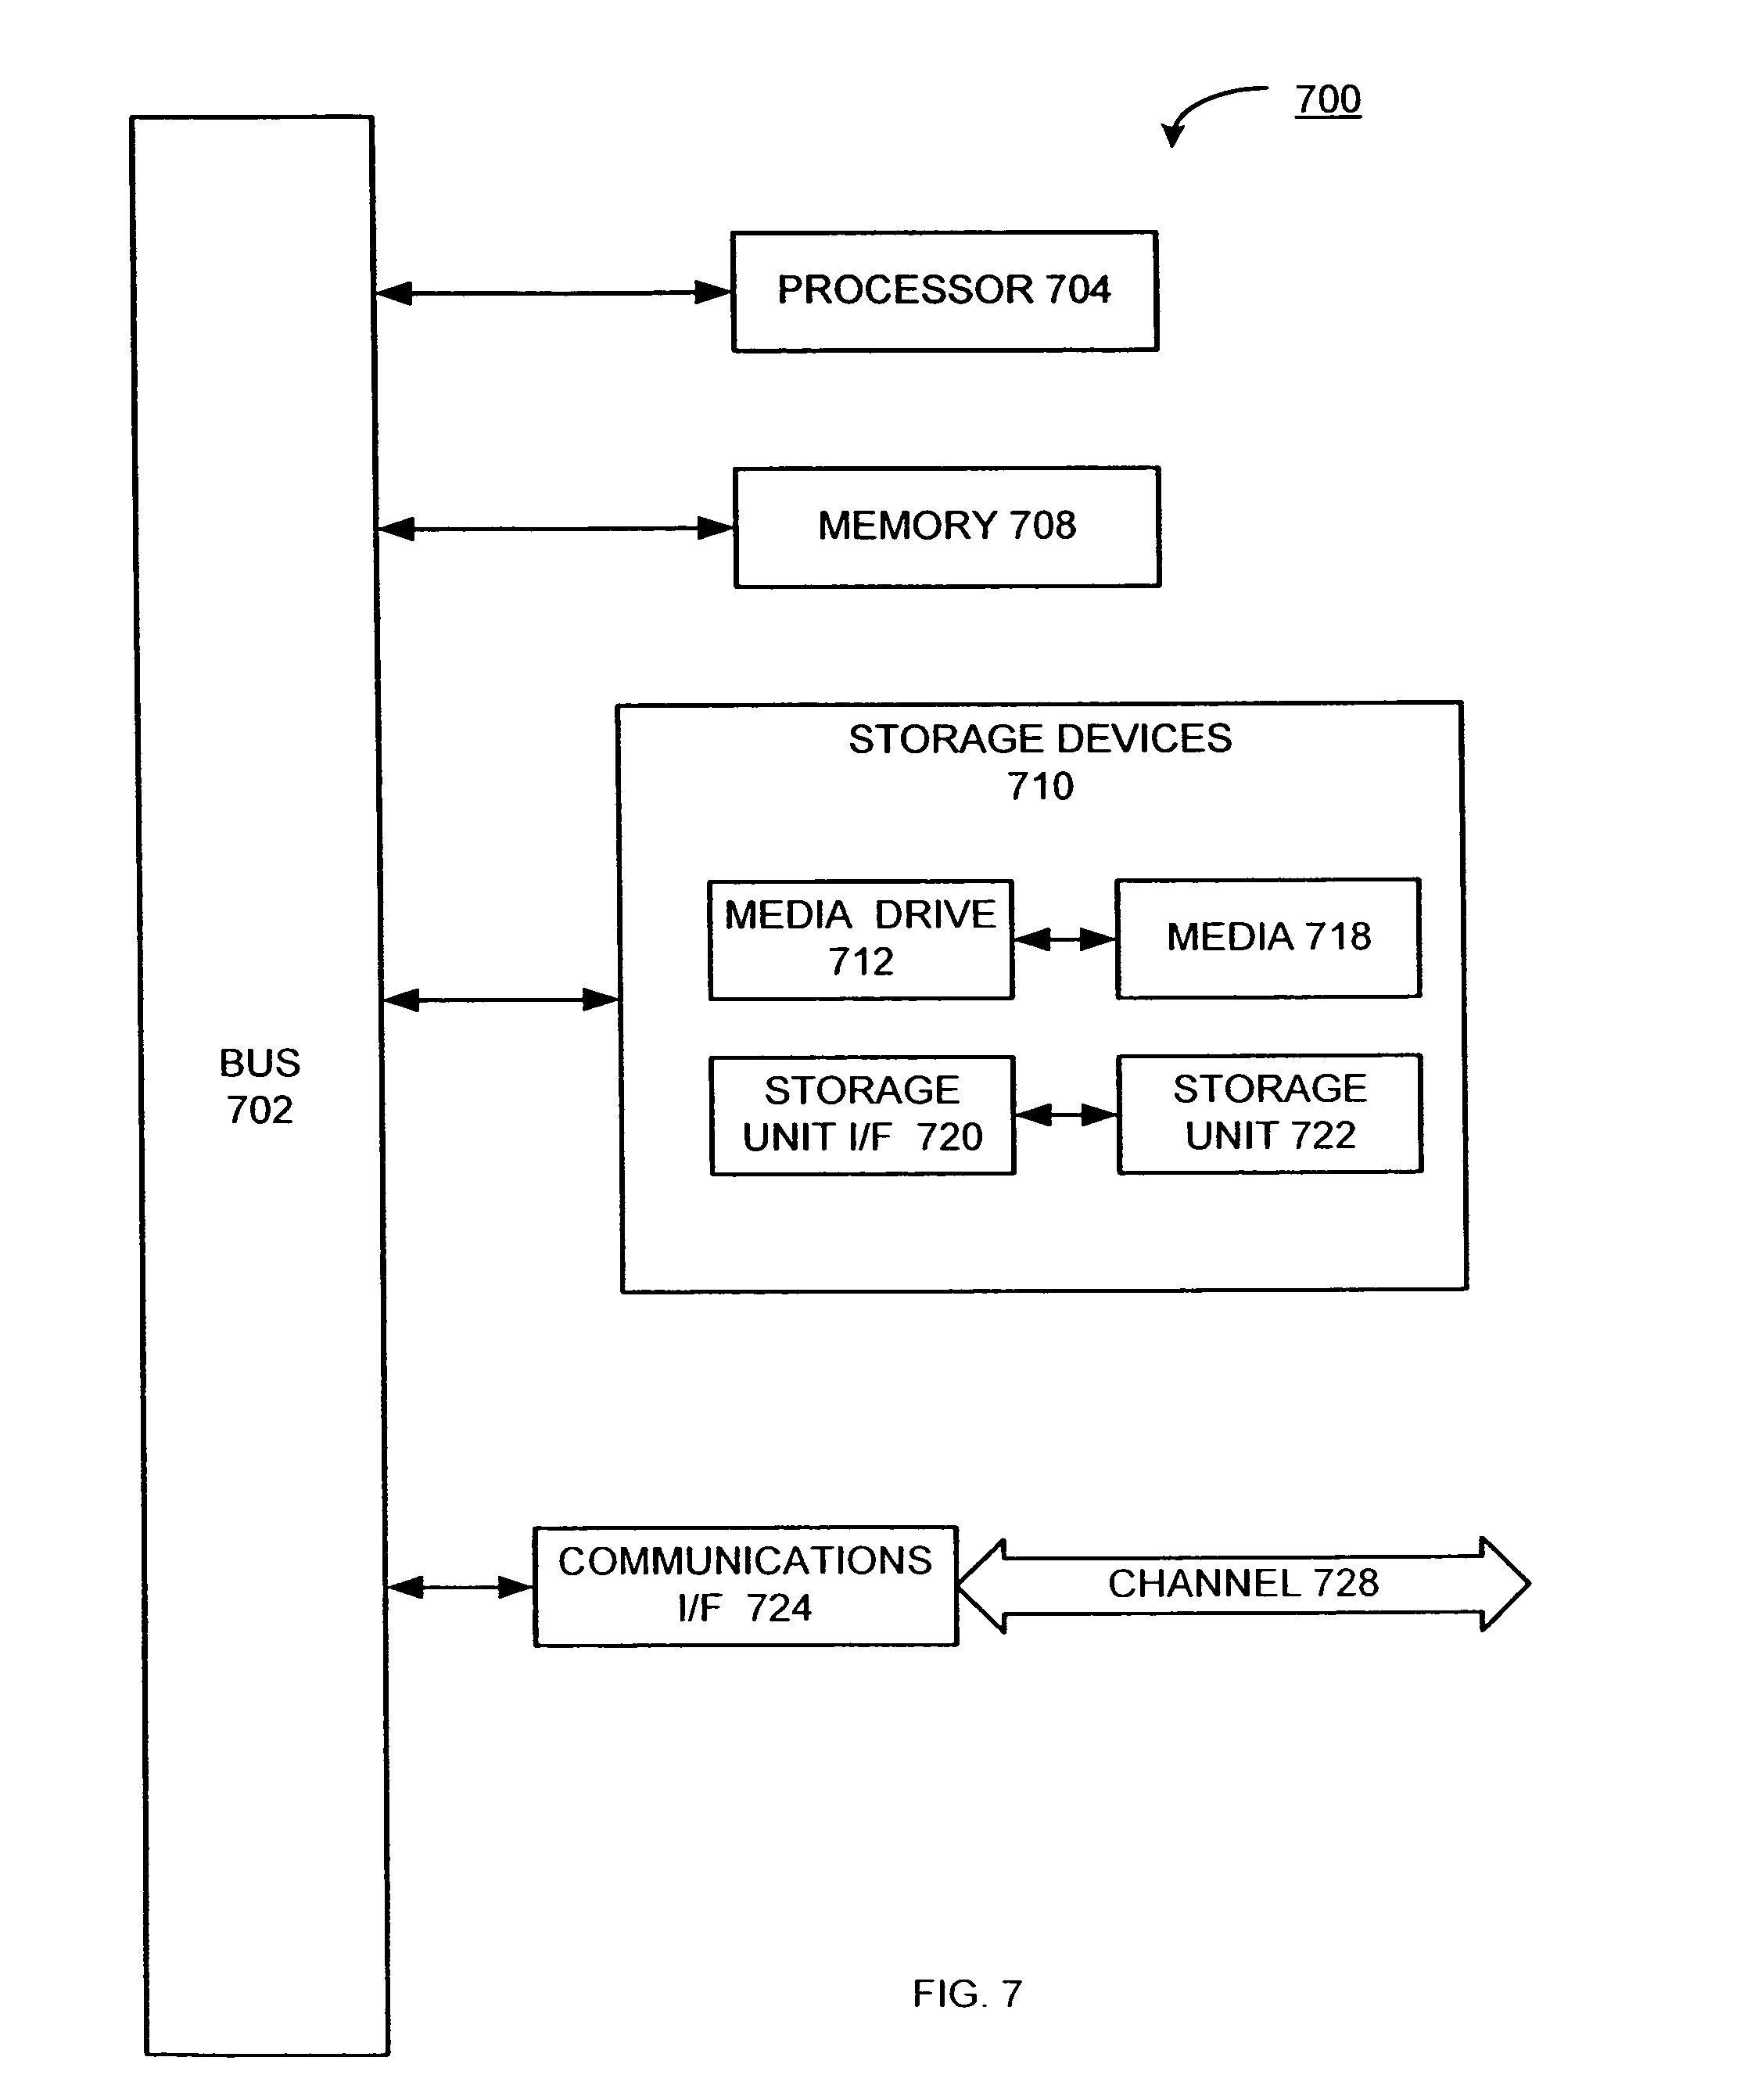 700
PROCESSOR 704
MEMORY 708
STORAGE DEVICES
710
MEDIA DRIVE
712
MEDIA 718
STORAGE
UNIT I/F 720
STORAGE
UNIT 722
BUS
702
COMMUNICATIONS
I/F 724
CHANNEL 728
FIG. 7